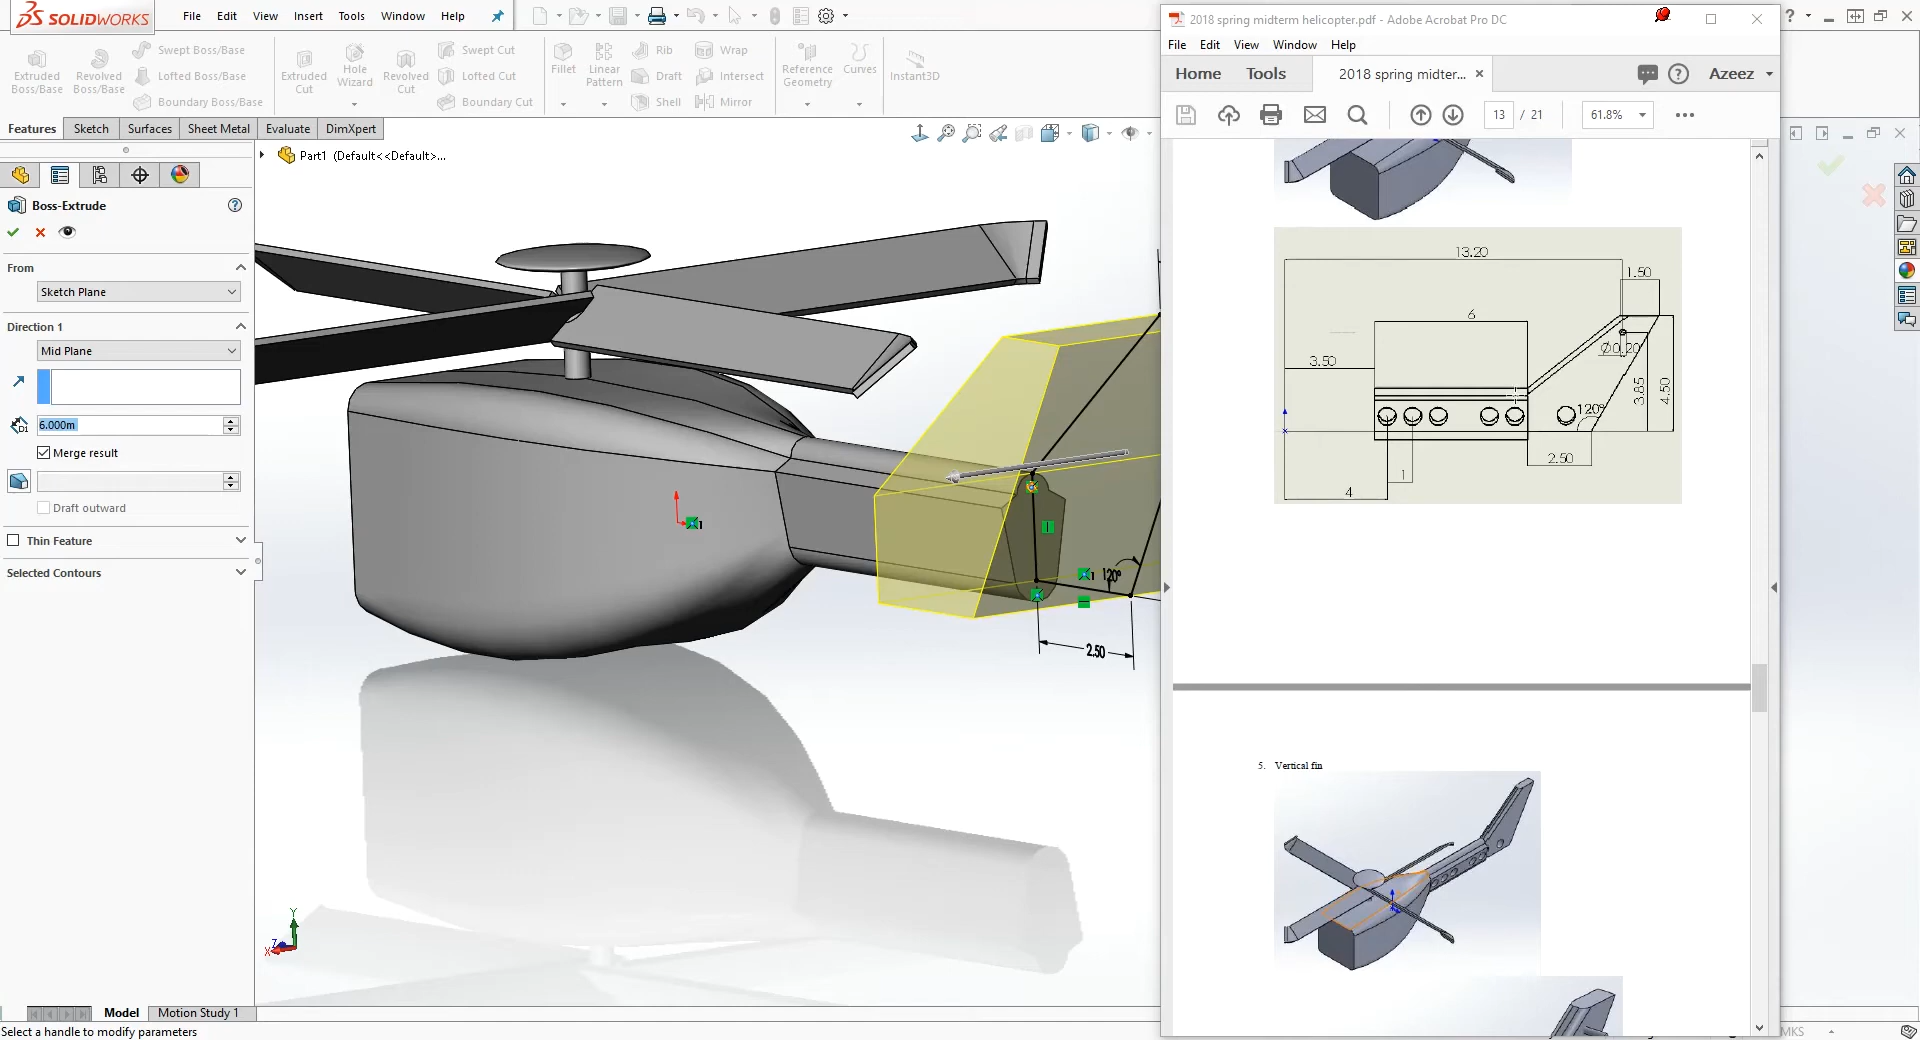 SOLIDWORKS
File Edit View Insert Tools Window Help
Extruded Boss/Base
Revolved Boss/Base
Swept Boss/Base
Lofted Boss/Base
Boundary Boss/Base
Extruded Cut
Hole Wizard
Revolved Cut
Swept Cut
Lofted Cut
Boundary Cut
Fillet
Linear Pattern
Rib
Draft
Shell
Wrap
Intersect
Mirror
Reference Geometry
Curves
Instant3D
Features Sketch Surfaces Sheet Metal Evaluate DimXpert
Part1 (Default<<Default>...
Boss-Extrude
From
Sketch Plane
Direction 1
Mid Plane
D1
6.000m
Merge result
Draft outward
Thin Feature
Selected Contours
1
1 120°
2.50
Y
Z
X
Model Motion Study 1
Select a handle to modify parameters
MKS
2018 spring midterm helicopter.pdf - Adobe Acrobat Pro DC
File Edit View Window Help
Home Tools 2018 spring midter... × Azeez
13 / 21 61.8%
13.20
1.50
6
3.50
Ø0.20
3.85
4.50
120°
2.50
1
4
5. Vertical fin